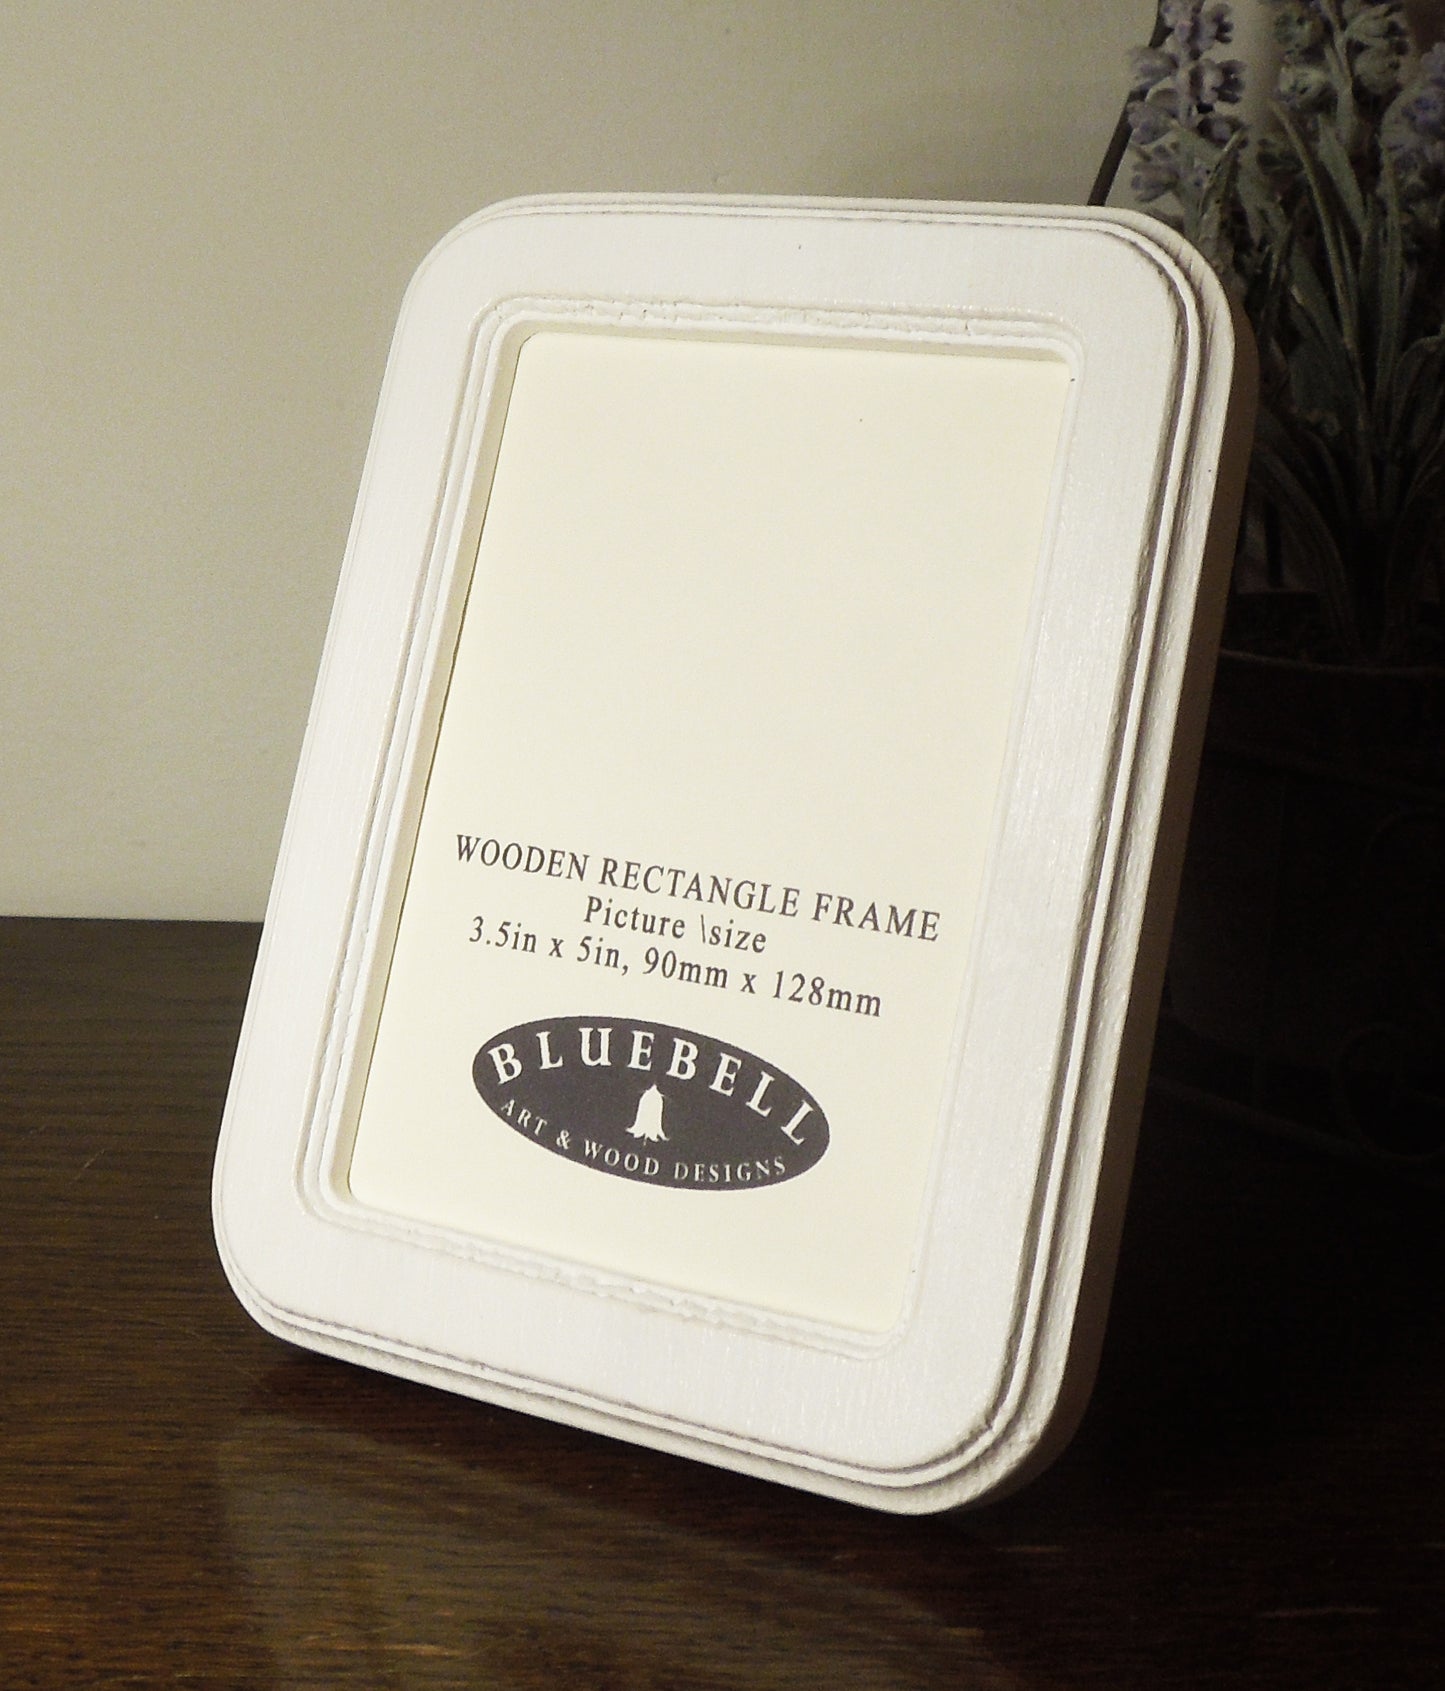 WOODEN RECTANGLE FRAME
Picture \size
3.5in x 5in, 90mm x 128mm
BLUEBELL
ART & WOOD DESIGNS